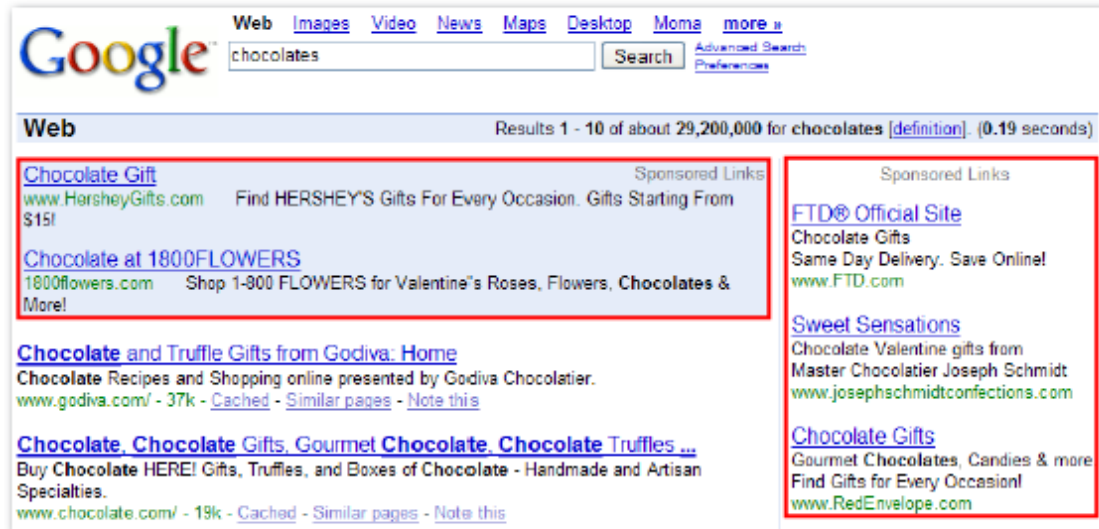 Google
Web Images Video News Maps Desktop Moma more »
chocolates
Search
Advanced Search
Preferences
Web
Results 1 - 10 of about 29,200,000 for chocolates [definition]. (0.19 seconds)
Chocolate Gift
Sponsored Links
www.HersheyGifts.com Find HERSHEY'S Gifts For Every Occasion. Gifts Starting From
$15!
Chocolate at 1800FLOWERS
1800flowers.com Shop 1-800 FLOWERS for Valentine"s Roses, Flowers, Chocolates &
More!
Chocolate and Truffle Gifts from Godiva: Home
Chocolate Recipes and Shopping online presented by Godiva Chocolatier.
www.godiva.com/ - 37k - Cached - Similar pages - Note this
Chocolate, Chocolate Gifts, Gourmet Chocolate, Chocolate Truffles ...
Buy Chocolate HERE! Gifts, Truffles, and Boxes of Chocolate - Handmade and Artisan
Specialties.
www.chocolate.com/ - 19k - Cached - Similar pages - Note this
Sponsored Links
FTD® Official Site
Chocolate Gifts
Same Day Delivery. Save Online!
www.FTD.com
Sweet Sensations
Chocolate Valentine gifts from
Master Chocolatier Joseph Schmidt
www.josephschmidtconfections.com
Chocolate Gifts
Gourmet Chocolates, Candies & more
Find Gifts for Every Occasion!
www.RedEnvelope.com